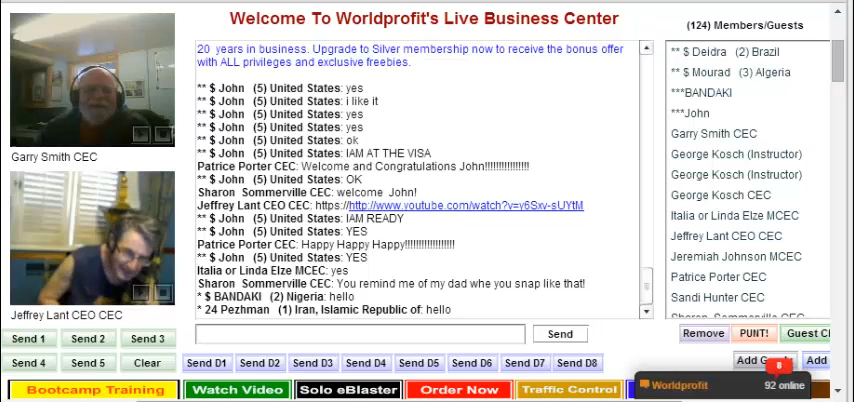 Welcome To Worldprofit's Live Business Center
(124) Members/Guests
Garry Smith CEC
Jeffrey Lant CEO CEC
20 years in business. Upgrade to Silver membership now to receive the bonus offer
with ALL privileges and exclusive freebies.
** $ John (5) United States: yes
** $ John (5) United States: i like it
** $ John (5) United States: yes
** $ John (5) United States: yes
** $ John (5) United States: ok
** $ John (5) United States: IAM AT THE VISA
Patrice Porter CEC: Welcome and Congratulations John!!!!!!!!!!!!!!!!
** $ John (5) United States: OK
Sharon Sommerville CEC: welcome John!
Jeffrey Lant CEO CEC: https://http://www.youtube.com/watch?v=y6Sxv-sUYtM
** $ John (5) United States: IAM READY
** $ John (5) United States: YES
Patrice Porter CEC: Happy Happy Happy!!!!!!!!!!!!!!!!!!!
** $ John (5) United States: YES
Italia or Linda Elze MCEC: yes
Sharon Sommerville CEC: You remind me of my dad whe you snap like that!
* $ BANDAKI (2) Nigeria: hello
* 24 Pezhman (1) Iran, Islamic Republic of: hello
** $ Deidra (2) Brazil
** $ Mourad (3) Algeria
***BANDAKI
***John
Garry Smith CEC
George Kosch (Instructor)
George Kosch (Instructor)
George Kosch CEC
Italia or Linda Elze MCEC
Jeffrey Lant CEO CEC
Jeremiah Johnson MCEC
Patrice Porter CEC
Sandi Hunter CEC
Sharon Sommerville CEC
Send
Remove
PUNT!
Guest Cl
Send 1
Send 2
Send 3
Send 4
Send 5
Clear
Send D1
Send D2
Send D3
Send D4
Send D5
Send D6
Send D7
Send D8
Add
Add
8
Worldprofit
92 online
Bootcamp Training
Watch Video
Solo eBlaster
Order Now
Traffic Control